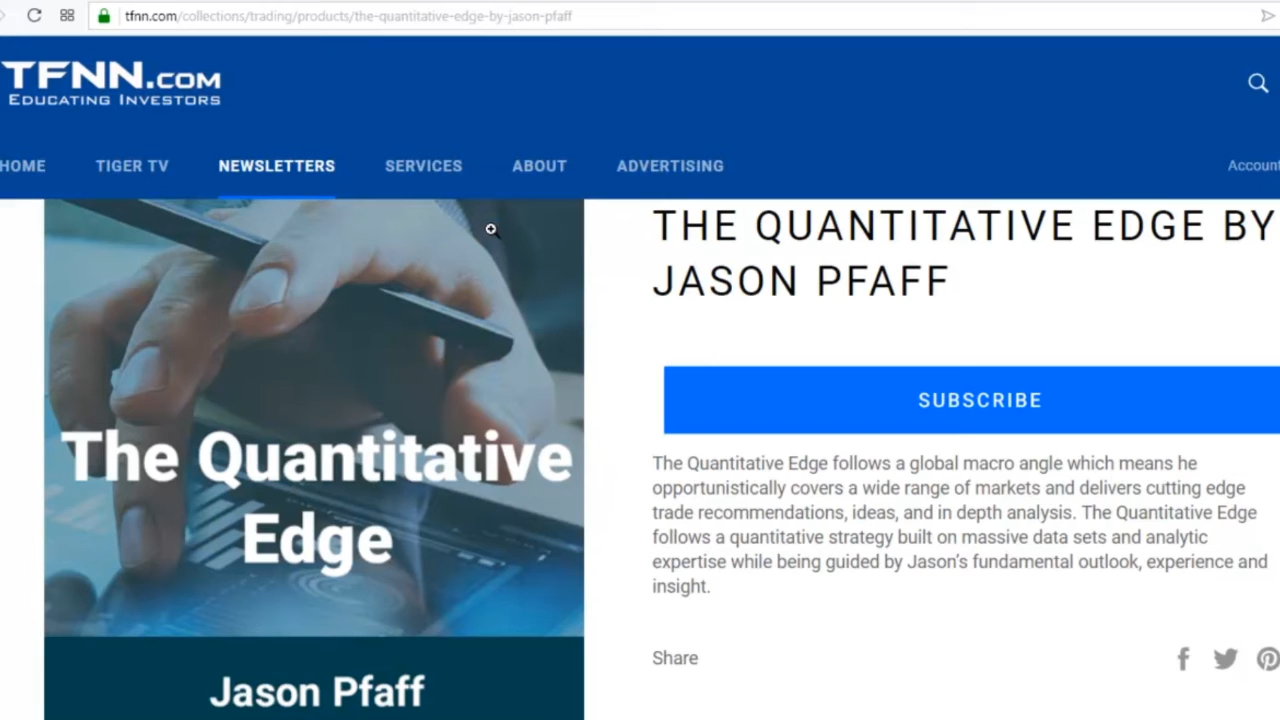 tfnn.com/collections/trading/products/the-quantitative-edge-by-jason-pfaff
TFNN.COM
EDUCATING INVESTORS
HOME TIGER TV NEWSLETTERS SERVICES ABOUT ADVERTISING Account
THE QUANTITATIVE EDGE BY
JASON PFAFF
SUBSCRIBE
The Quantitative Edge follows a global macro angle which means he
opportunistically covers a wide range of markets and delivers cutting edge
trade recommendations, ideas, and in depth analysis. The Quantitative Edge
follows a quantitative strategy built on massive data sets and analytic
expertise while being guided by Jason's fundamental outlook, experience and
insight.
Share
The Quantitative
Edge
Jason Pfaff